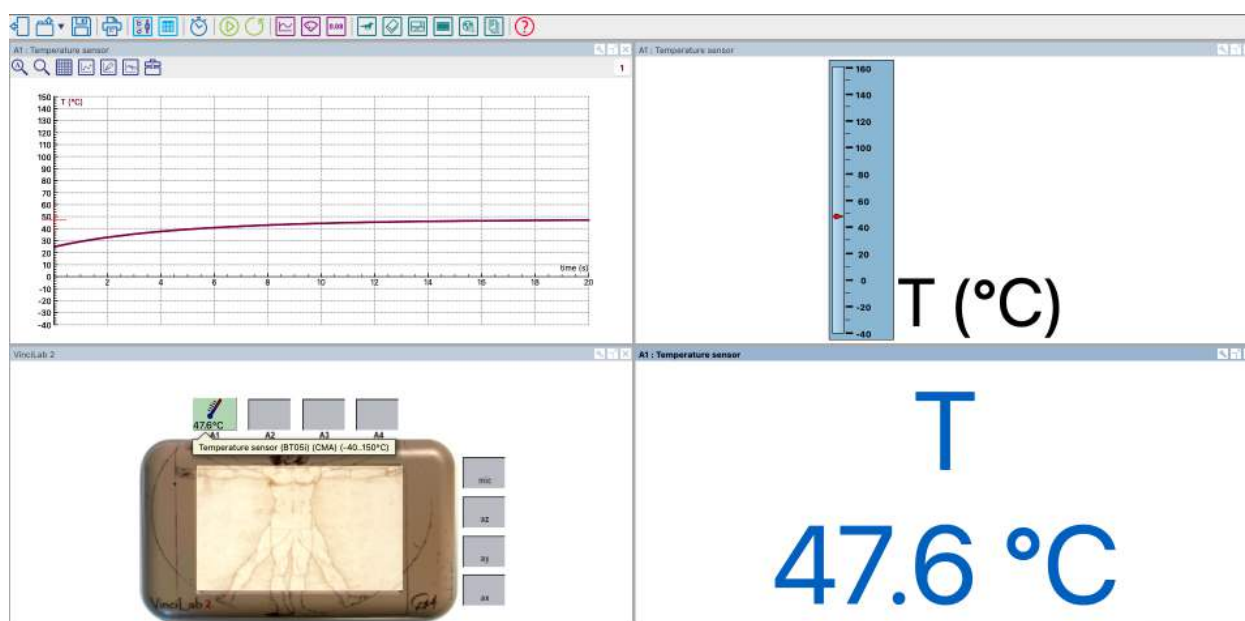 0.00
A1 : Temperature sensor
1
T (°C)
150
140
130
120
110
100
90
80
70
60
50
40
30
20
10
0
-10
-20
-30
-40
2
4
6
8
10
12
14
16
18
20
time (s)
A1 : Temperature sensor
160
140
120
100
80
60
40
20
0
-20
-40
T (°C)
VinciLab 2
47.6°C
A1
A2
A3
A4
Temperature sensor (BT05i) (CMA) (-40..150°C)
mic
az
ay
ax
VinciLab 2
A1 : Temperature sensor
T
47.6 °C